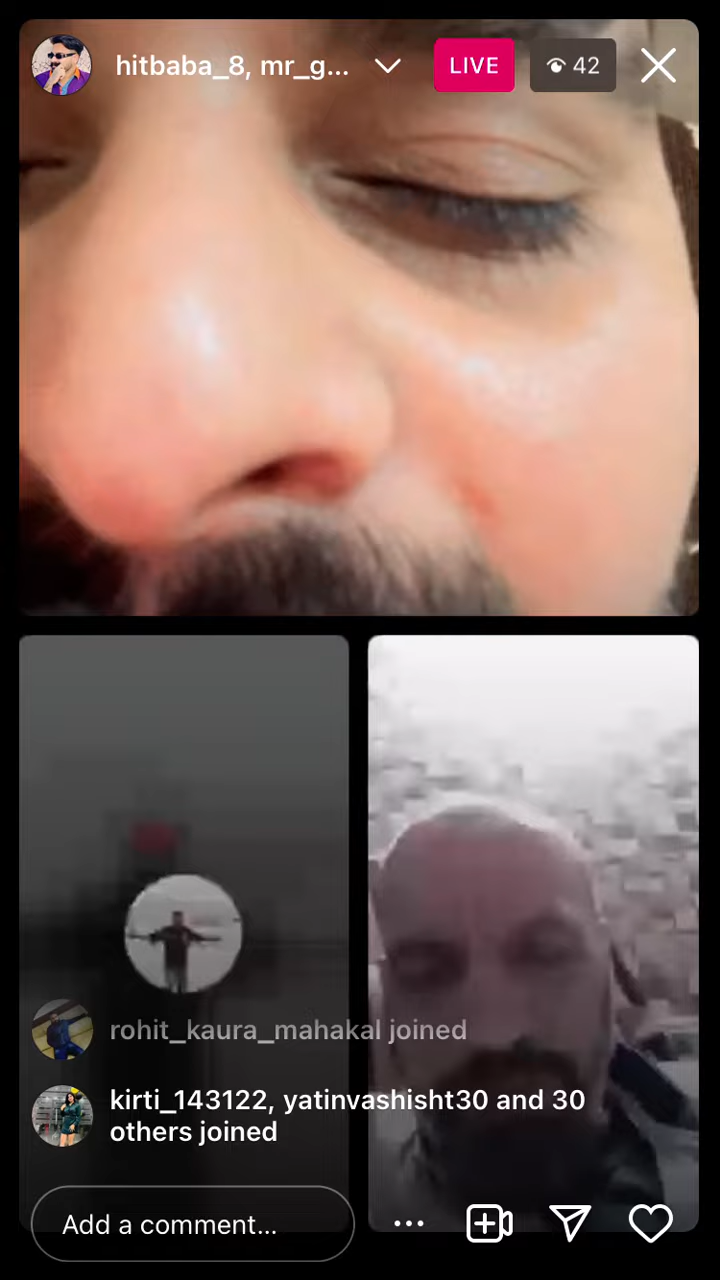 hitbaba_8, mr_g...
LIVE
42
rohit_kaura_mahakal joined
kirti_143122, yatinvashisht30 and 30
others joined
Add a comment...